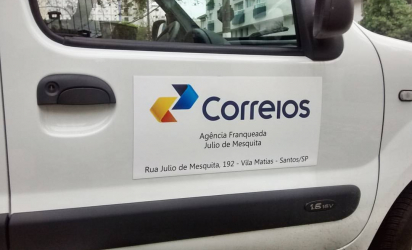 Correios
Agência Franqueada
Julio de Mesquita
Rua Julio de Mesquita, 192 - Vila Matias - Santos/SP
1.6 16V